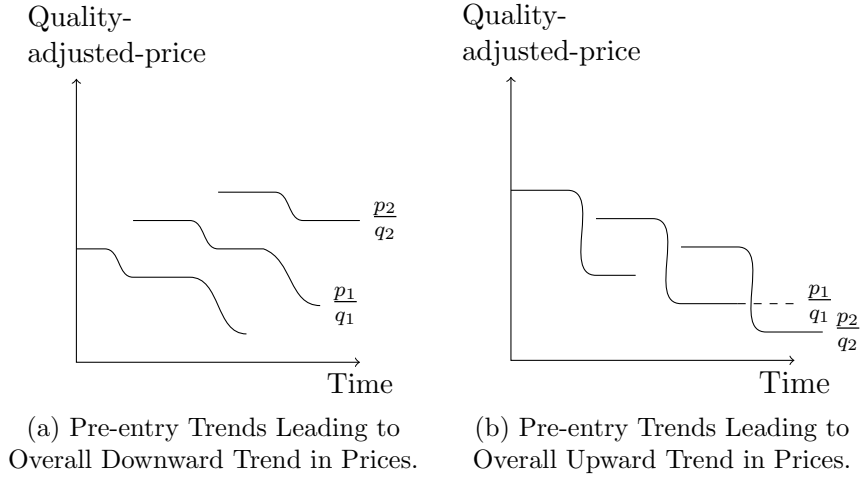 Quality-
adjusted-price
p₂/q₂
p₁/q₁
Time
(a) Pre-entry Trends Leading to
Overall Downward Trend in Prices.
Quality-
adjusted-price
p₁/q₁
p₂/q₂
Time
(b) Pre-entry Trends Leading to
Overall Upward Trend in Prices.